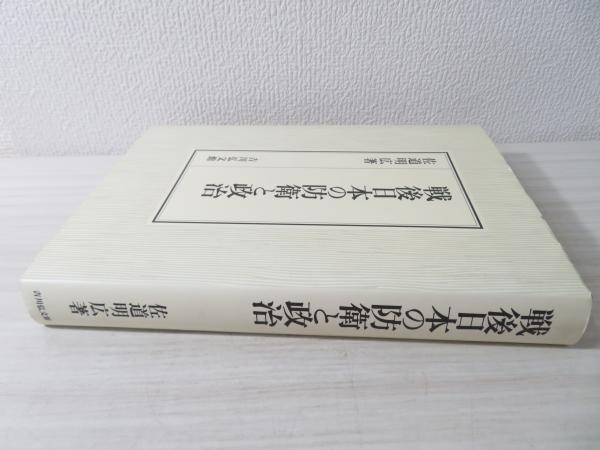 戦後日本の防衛と政治
佐道明広著
吉川弘文館
戦後日本の防衛と政治
佐道明広著
吉川弘文館